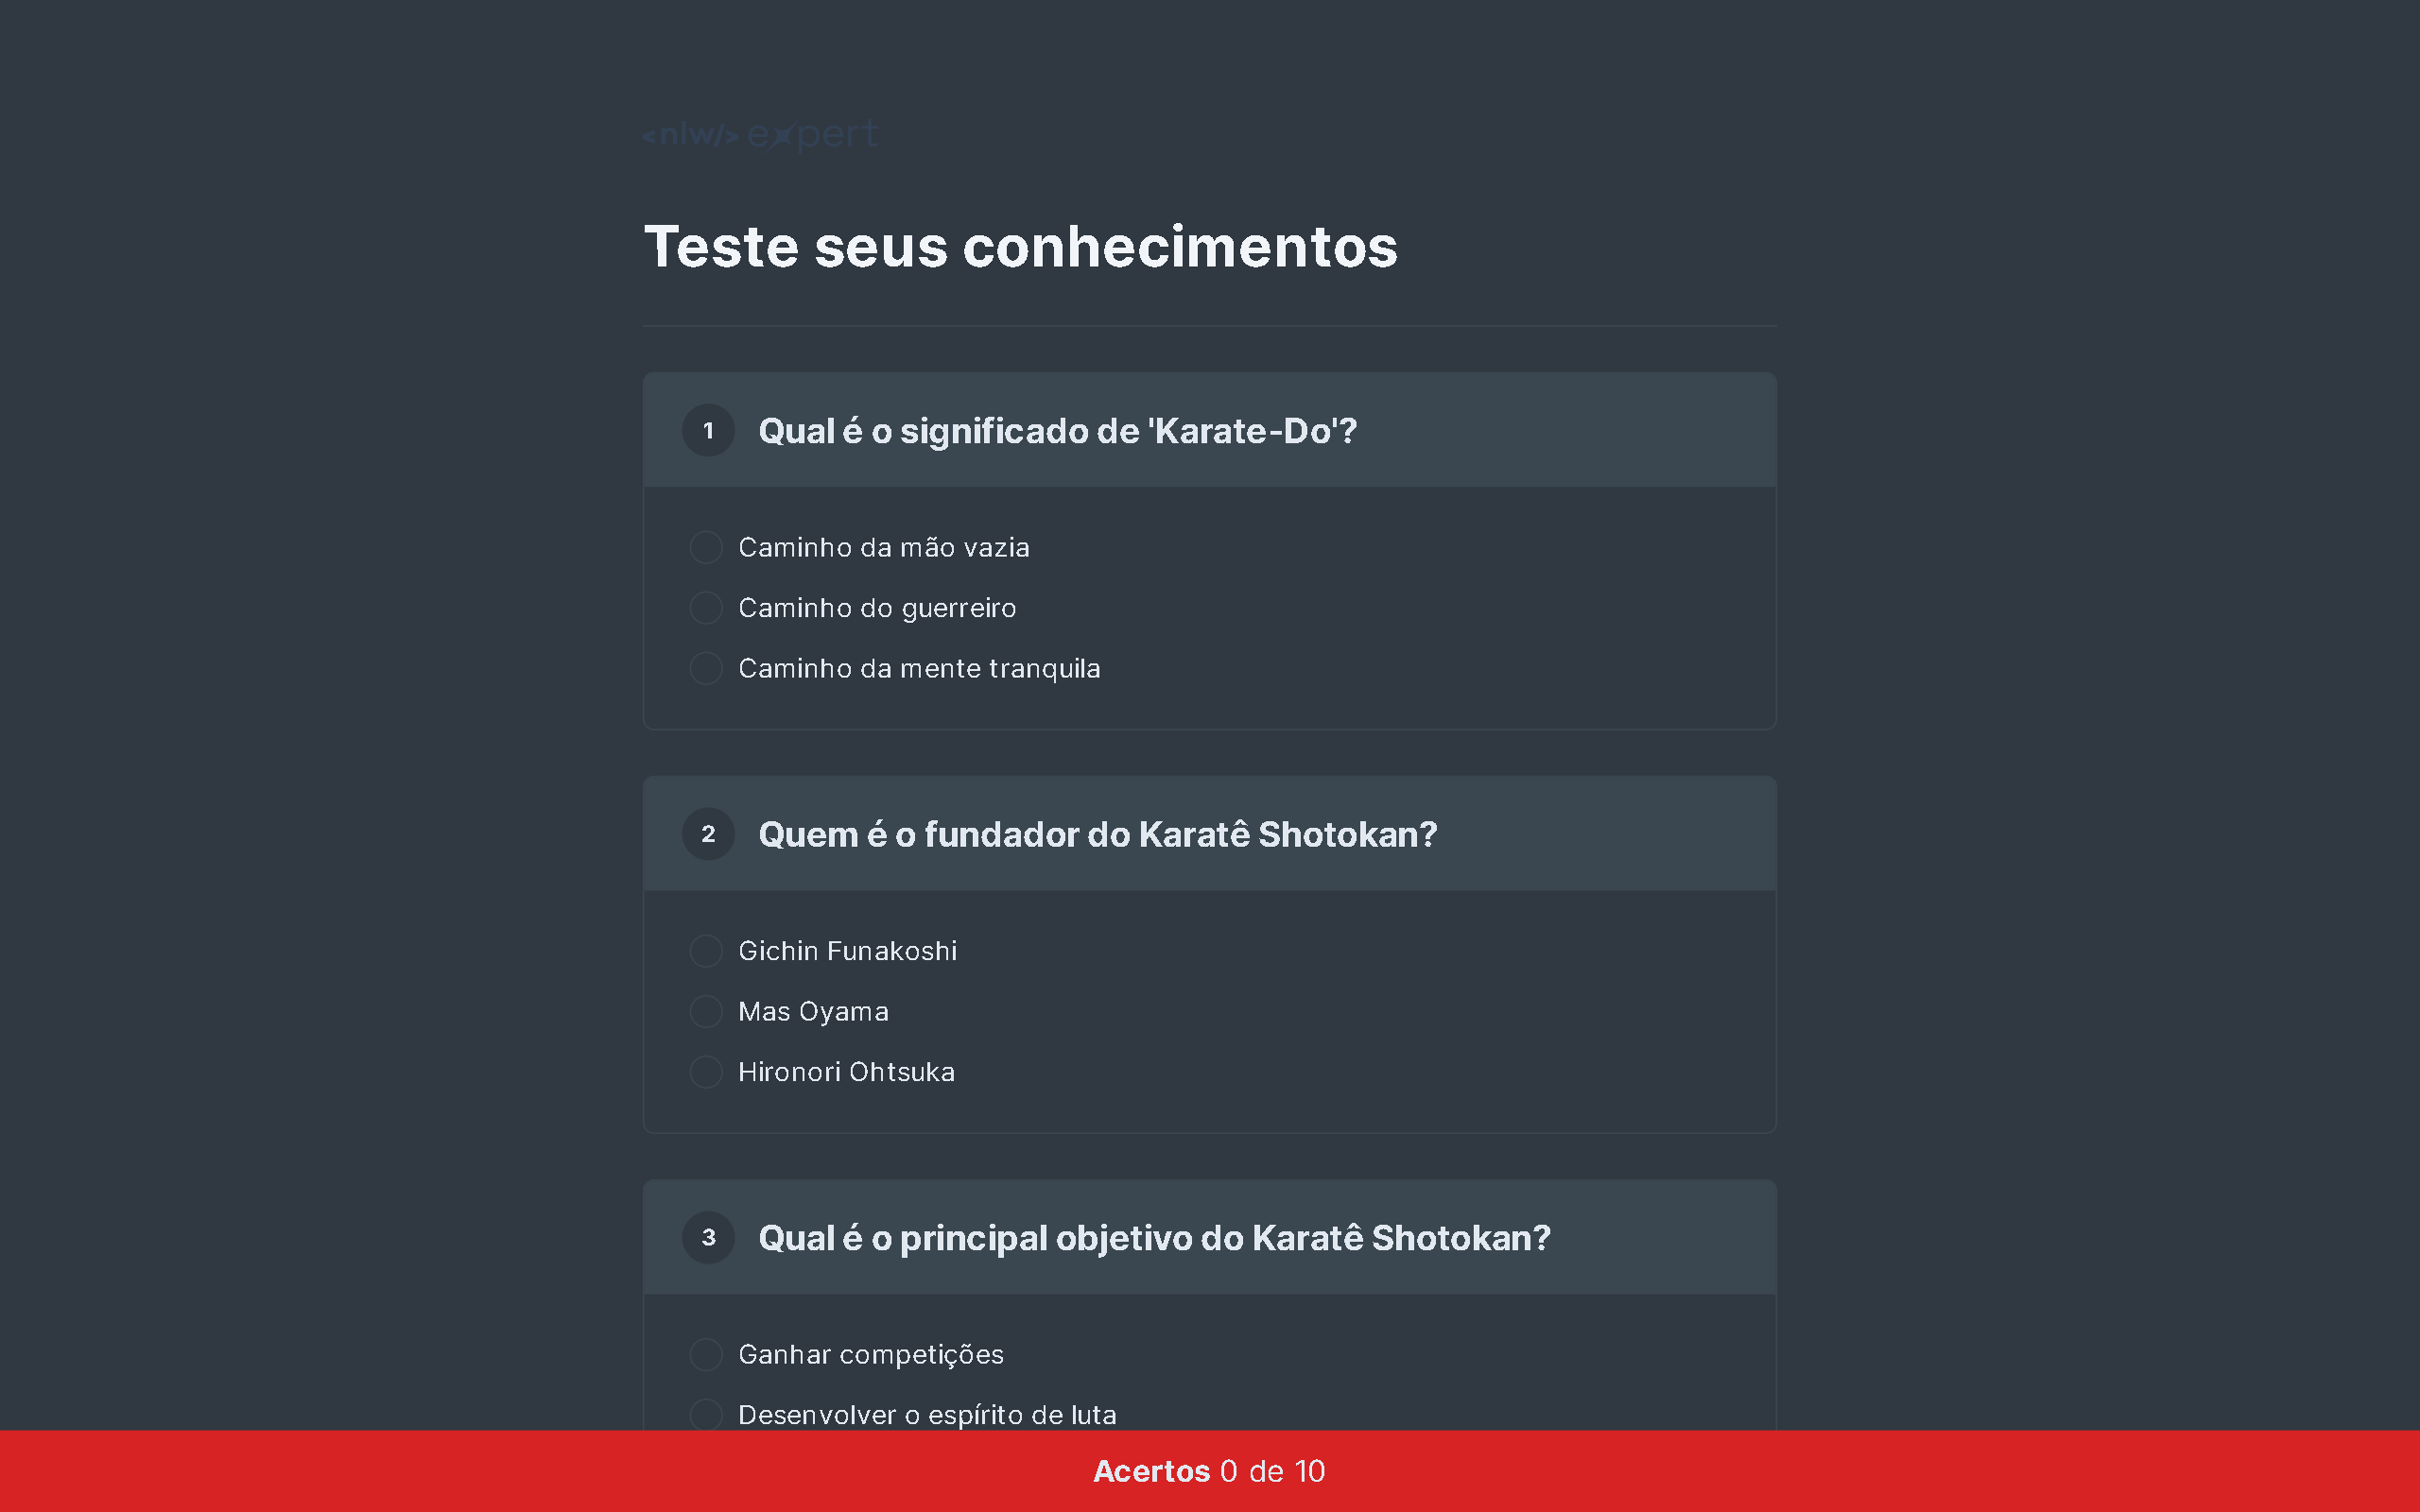 <nlw/> expert
Teste seus conhecimentos
1 Qual é o significado de 'Karate-Do'?
Caminho da mão vazia
Caminho do guerreiro
Caminho da mente tranquila
2 Quem é o fundador do Karatê Shotokan?
Gichin Funakoshi
Mas Oyama
Hironori Ohtsuka
3 Qual é o principal objetivo do Karatê Shotokan?
Ganhar competições
Desenvolver o espírito de luta
Acertos 0 de 10